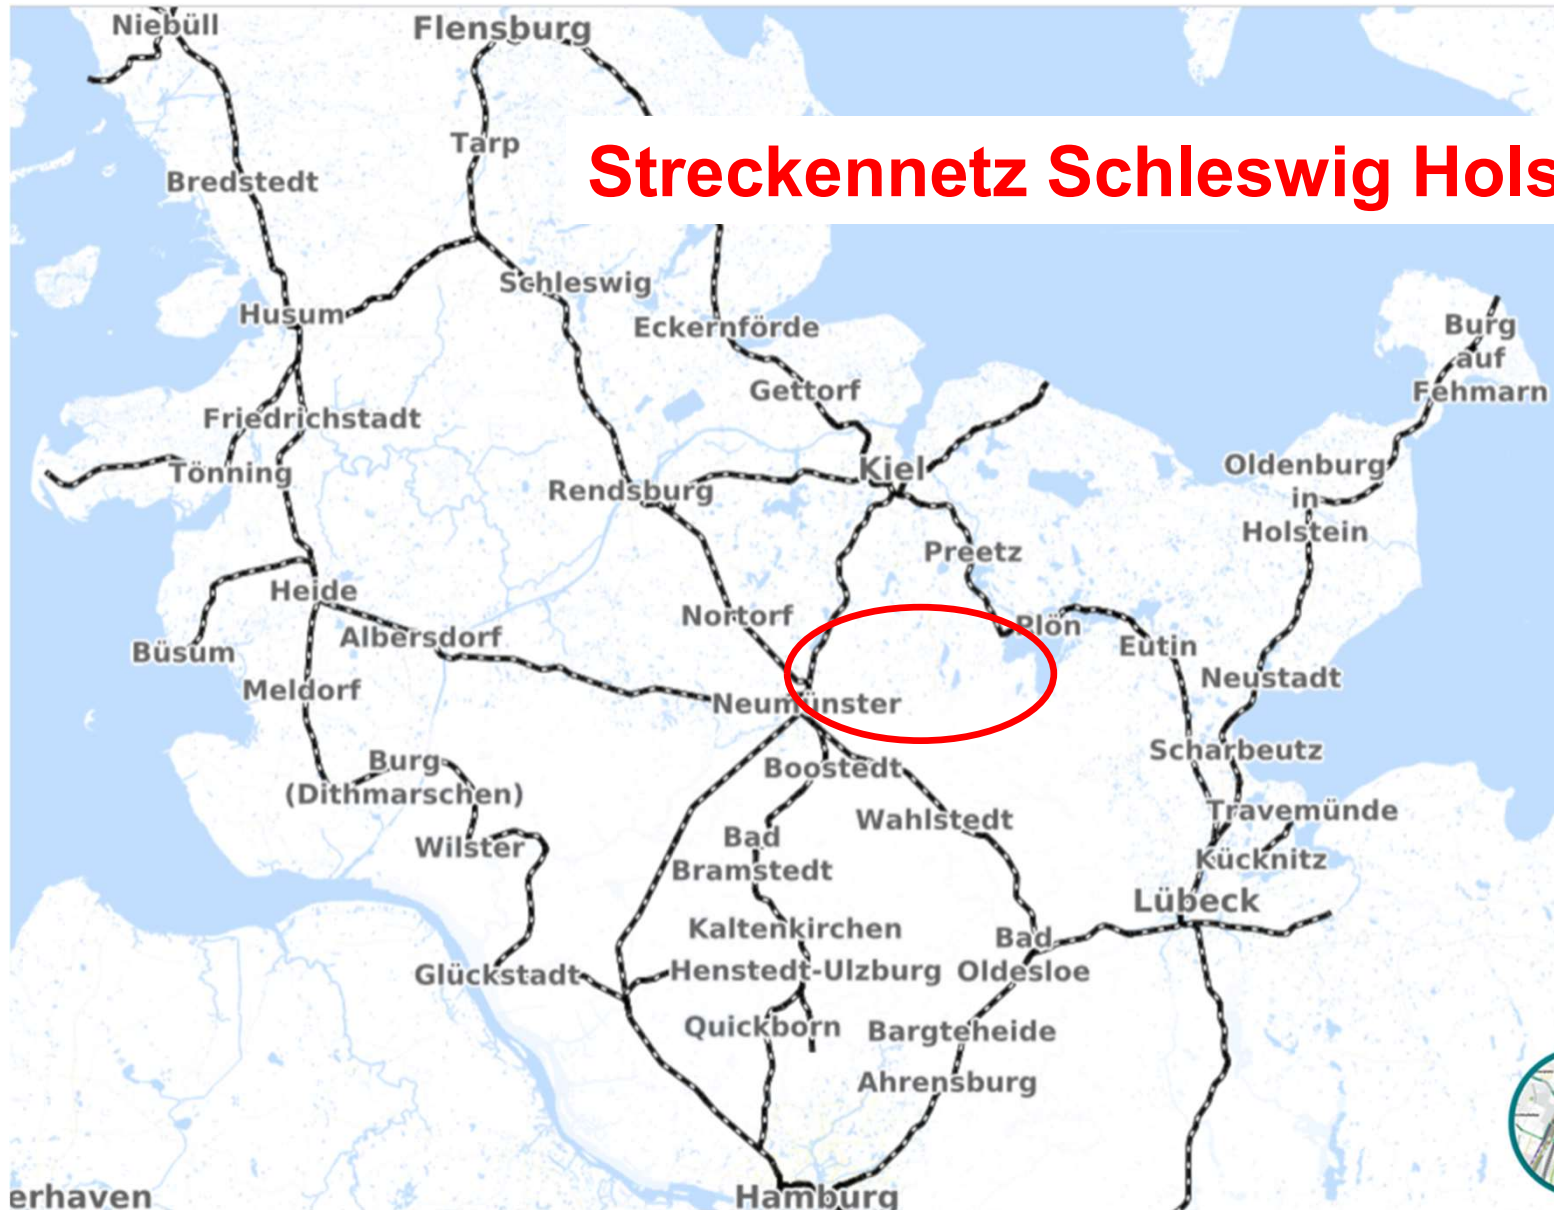 Niebüll
Flensburg
Tarp
Streckennetz Schleswig Hols
Bredstedt
Schleswig
Husum
Eckernförde
Burg
auf
Fehmarn
Gettorf
Friedrichstadt
Kiel
Oldenburg
in
Holstein
Tönning
Rendsburg
Preetz
Heide
Nortorf
Plön
Albersdorf
Eutin
Büsum
Neustadt
Meldorf
Neumünster
Scharbeutz
Burg
(Dithmarschen)
Boostedt
Travemünde
Wahlstedt
Wilster
Bad
Bramstedt
Kücknitz
Lübeck
Kaltenkirchen
Bad
Oldesloe
Glückstadt
Henstedt-Ulzburg
Quickborn
Bargteheide
Ahrensburg
erhaven
Hamburg